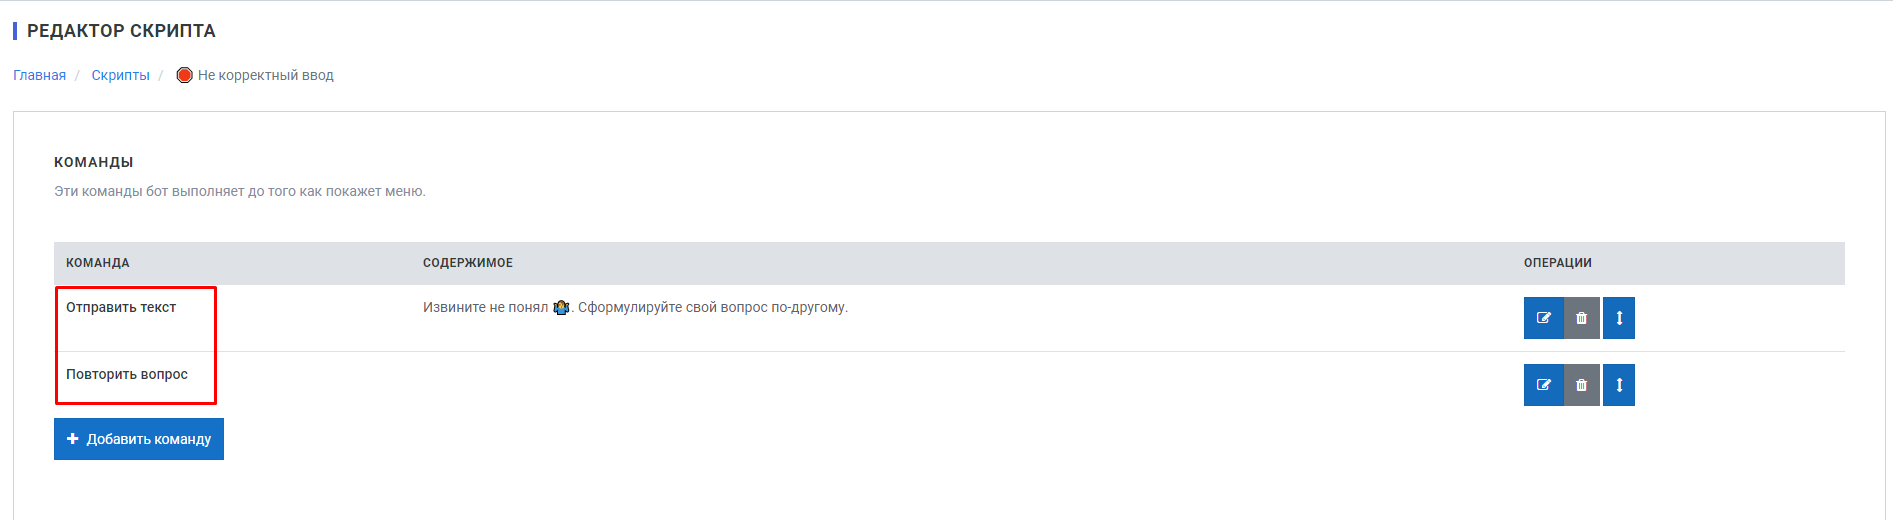 РЕДАКТОР СКРИПТА
Главная / Скрипты / 🛑 Не корректный ввод
КОМАНДЫ
Эти команды бот выполняет до того как покажет меню.
КОМАНДА СОДЕРЖИМОЕ ОПЕРАЦИИ
Отправить текст Извините не понял 🤷. Сформулируйте свой вопрос по-другому.
Повторить вопрос
+ Добавить команду